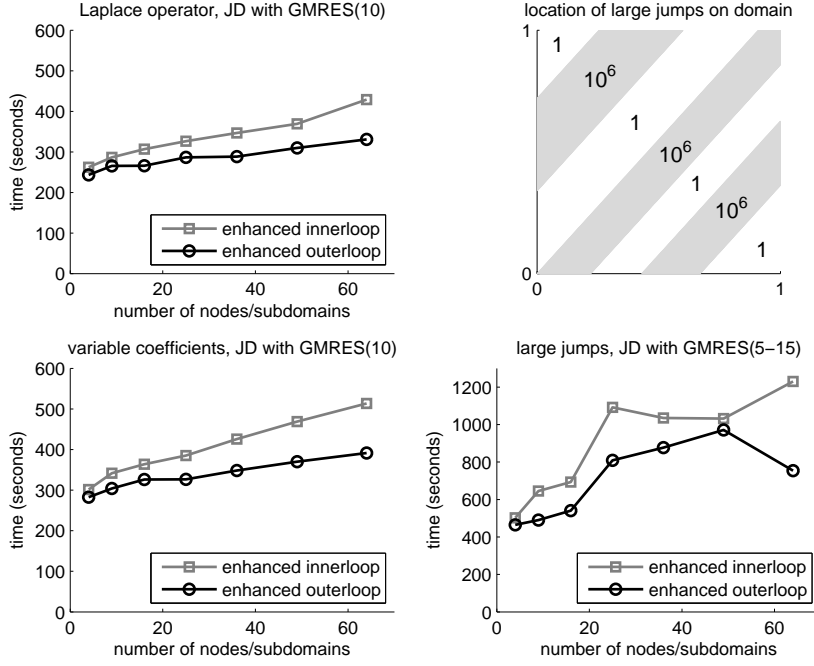 Laplace operator, JD with GMRES(10)
600
500
400
300
200
100
0
time (seconds)
enhanced innerloop
enhanced outerloop
0 20 40 60
number of nodes/subdomains
location of large jumps on domain
1
1
10^6
1
10^6
1
10^6
1
0
0 1
variable coefficients, JD with GMRES(10)
600
500
400
300
200
100
0
time (seconds)
enhanced innerloop
enhanced outerloop
0 20 40 60
number of nodes/subdomains
large jumps, JD with GMRES(5−15)
1200
1000
800
600
400
200
0
time (seconds)
enhanced innerloop
enhanced outerloop
0 20 40 60
number of nodes/subdomains